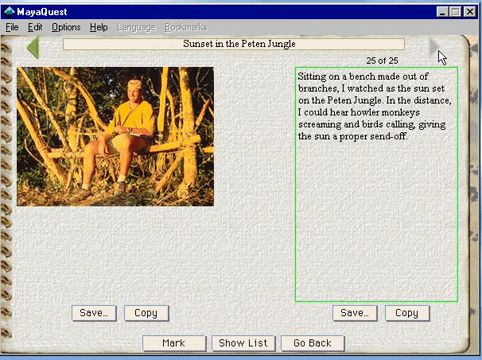 MayaQuest
File Edit Options Help Language Bookmarks
Sunset in the Peten Jungle
25 of 25
Sitting on a bench made out of
branches, I watched as the sun set
on the Peten Jungle. In the distance,
I could hear howler monkeys
screaming and birds calling, giving
the sun a proper send-off.
Save... Copy Save... Copy
Mark Show List Go Back